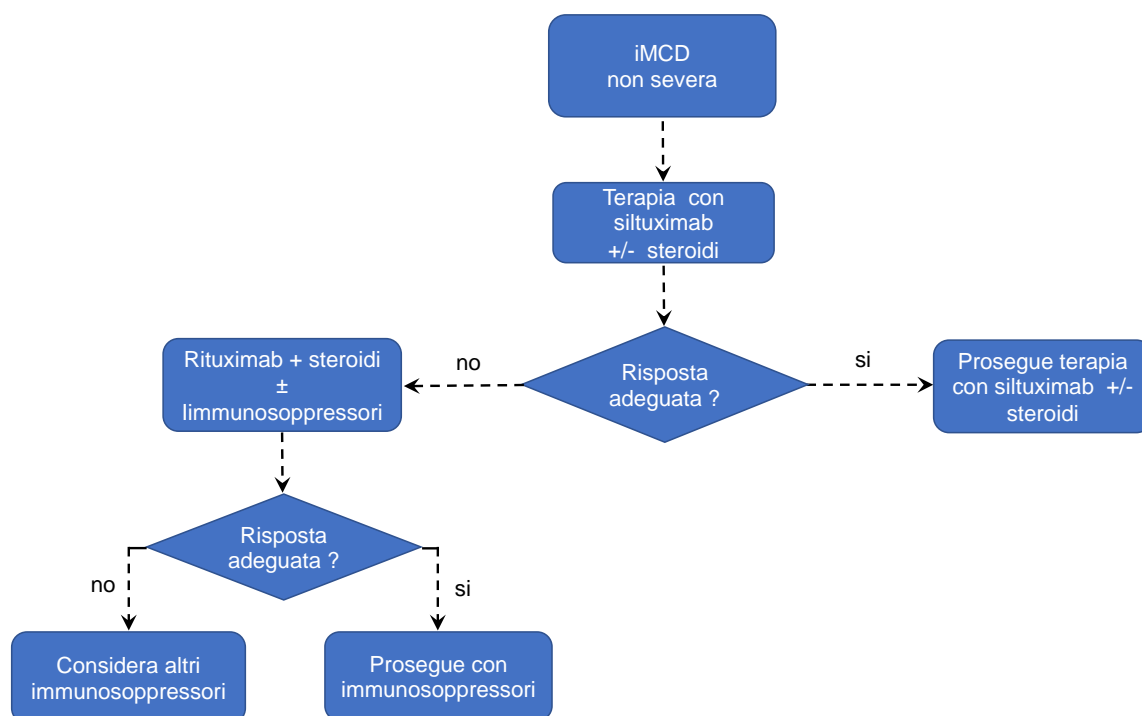 iMCD
non severa
Terapia con
siltuximab
+/- steroidi
Risposta
adeguata ?
no
si
Rituximab + steroidi
±
Iimmunosoppressori
Prosegue terapia
con siltuximab +/-
steroidi
Risposta
adeguata ?
no
si
Considera altri
immunosoppressori
Prosegue con
immunosoppressori